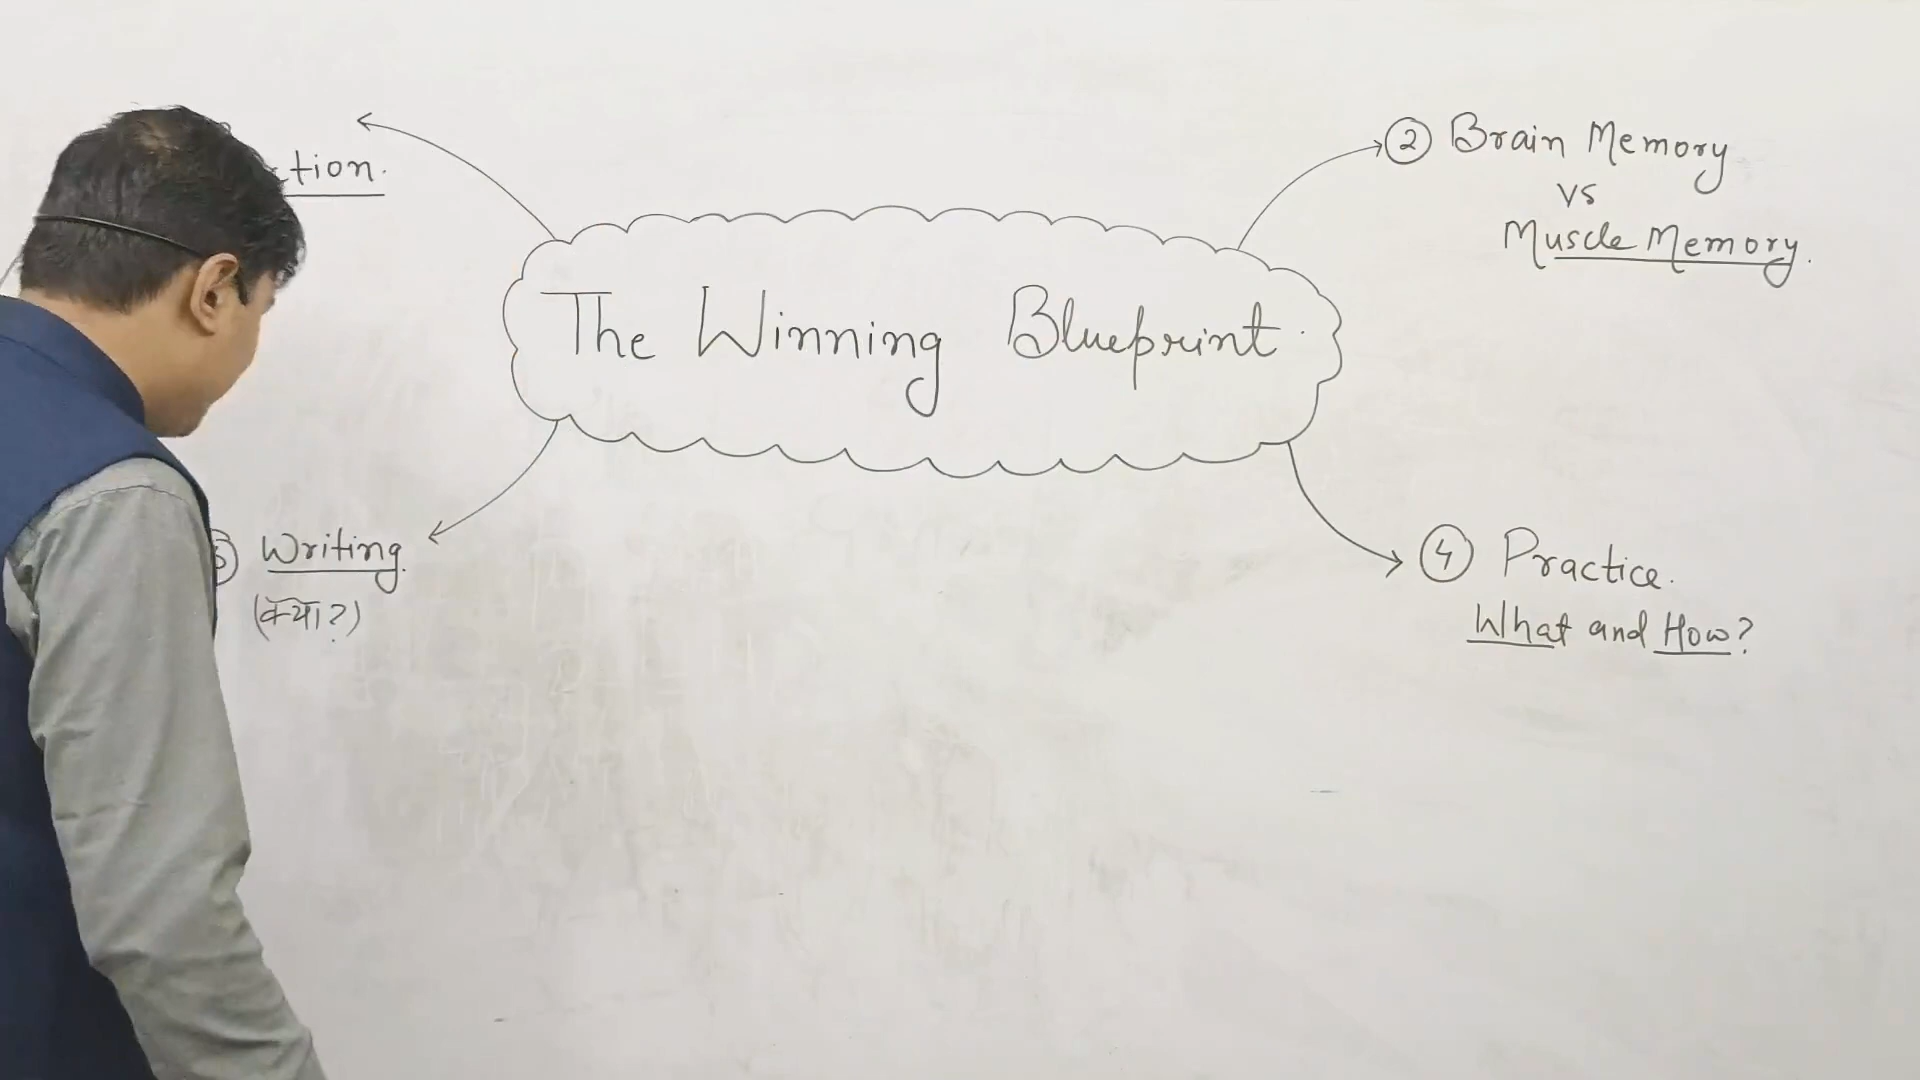 tion.
The Winning Blueprint.
② Brain Memory
vs
Muscle Memory.
Writing.
(क्या?)
④ Practice.
What and How?